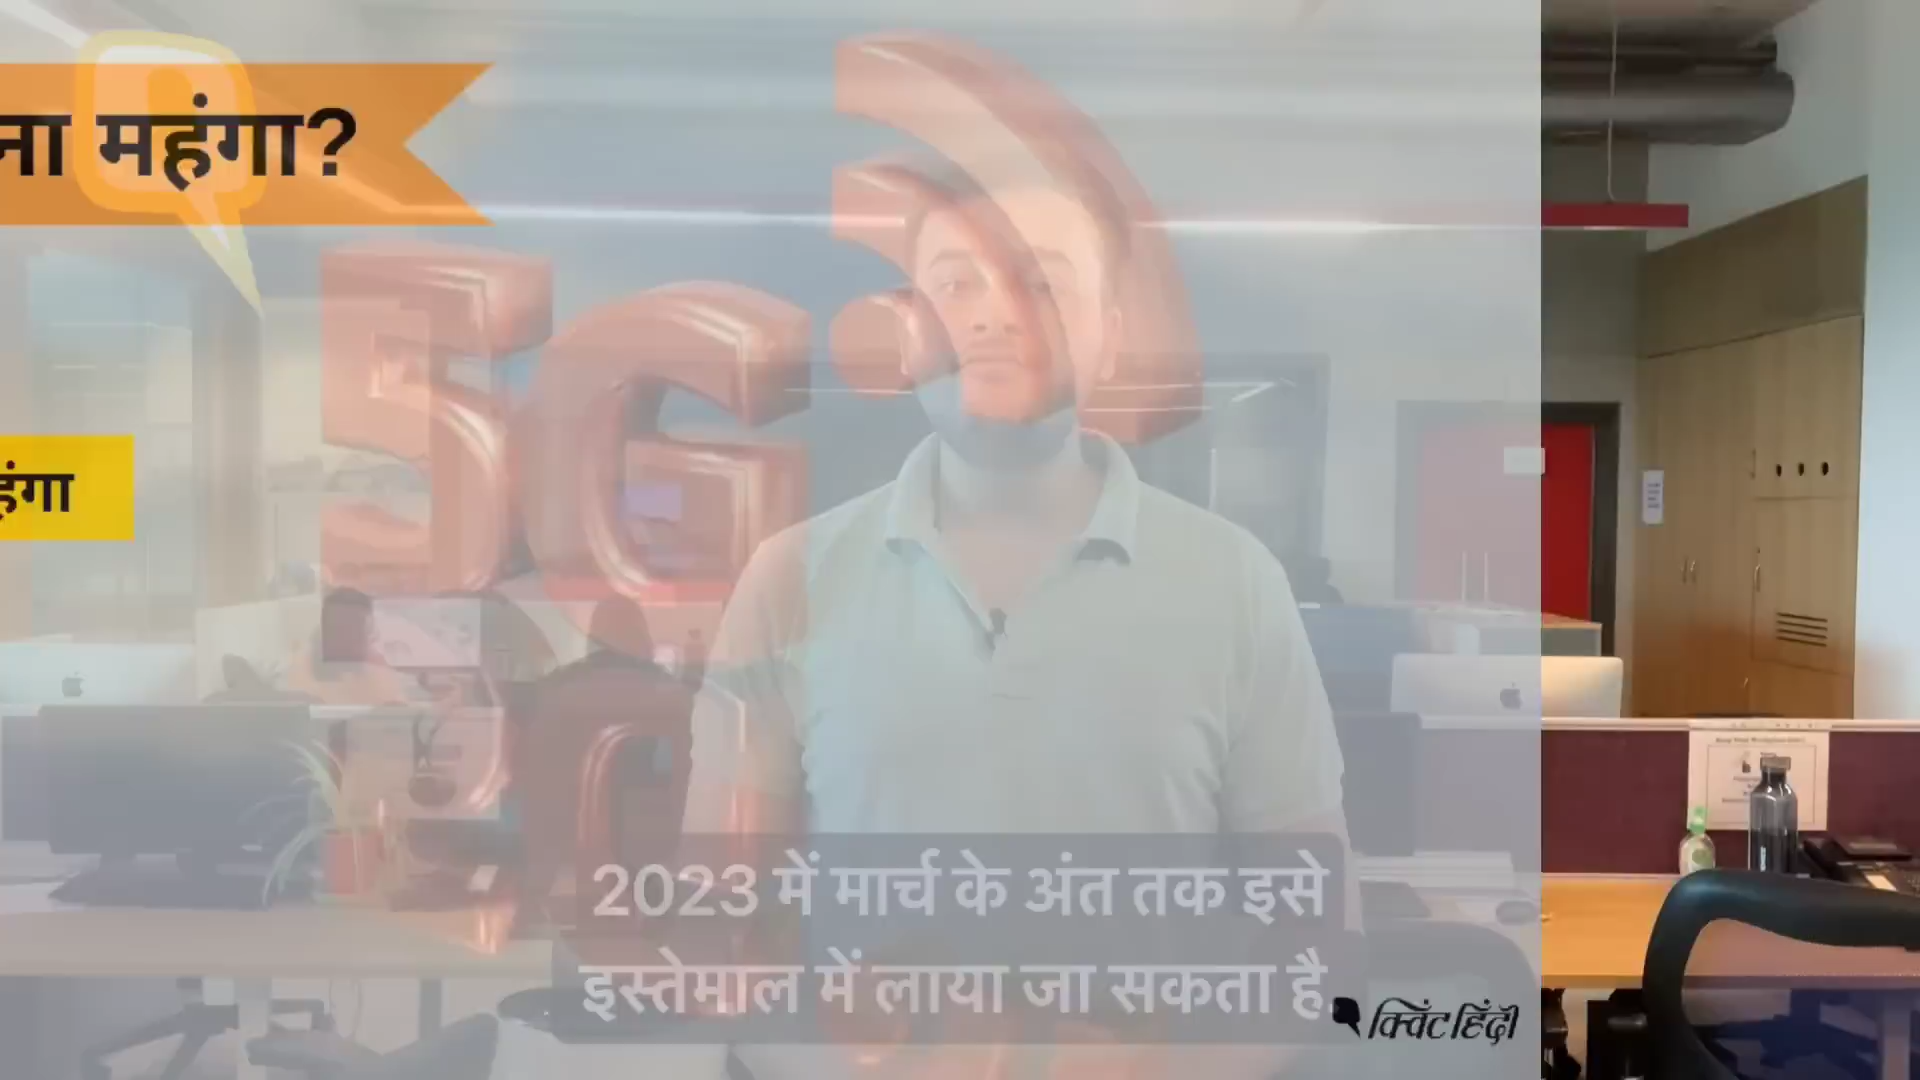 ना महंगा?
5G
हंगा
2023 में मार्च के अंत तक इसे
इस्तेमाल में लाया जा सकता है.
क्विंट हिंदी